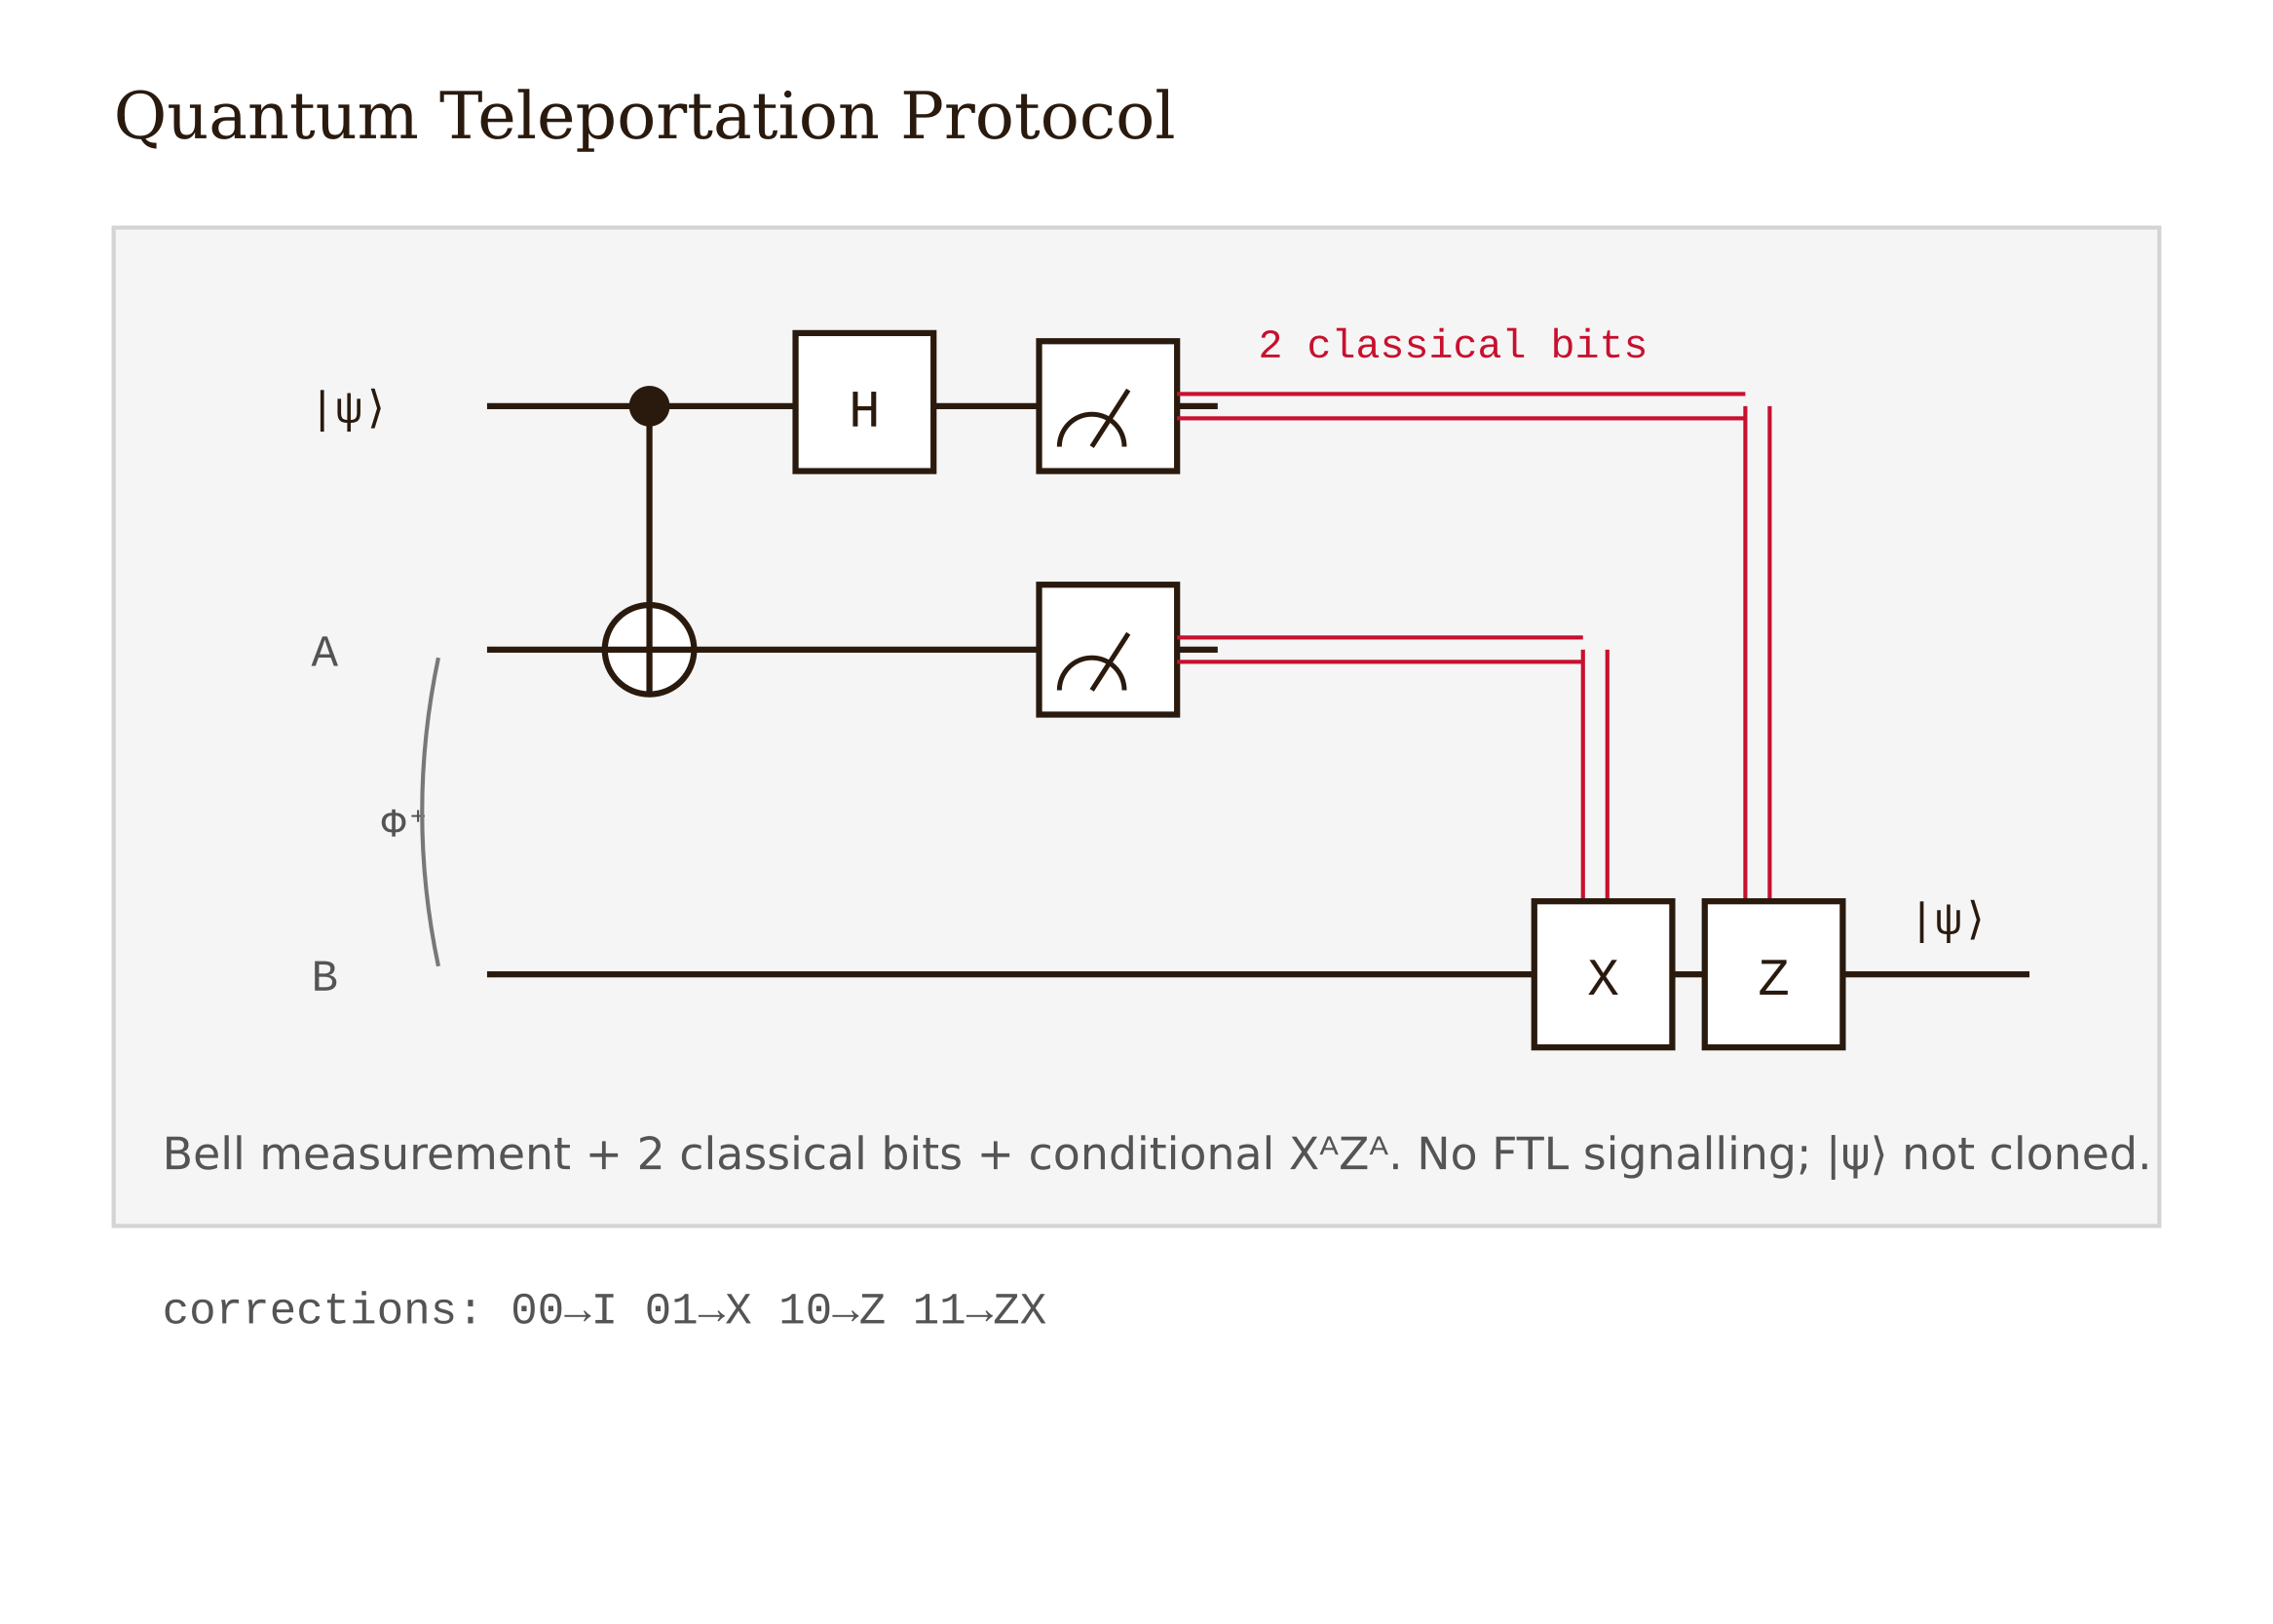 Quantum Teleportation Protocol
2 classical bits
|ψ⟩
H
A
Φ⁺
|ψ⟩
B
X
Z
Bell measurement + 2 classical bits + conditional XᴬZᴬ. No FTL signalling; |ψ⟩ not cloned.
corrections: 00→I 01→X 10→Z 11→ZX